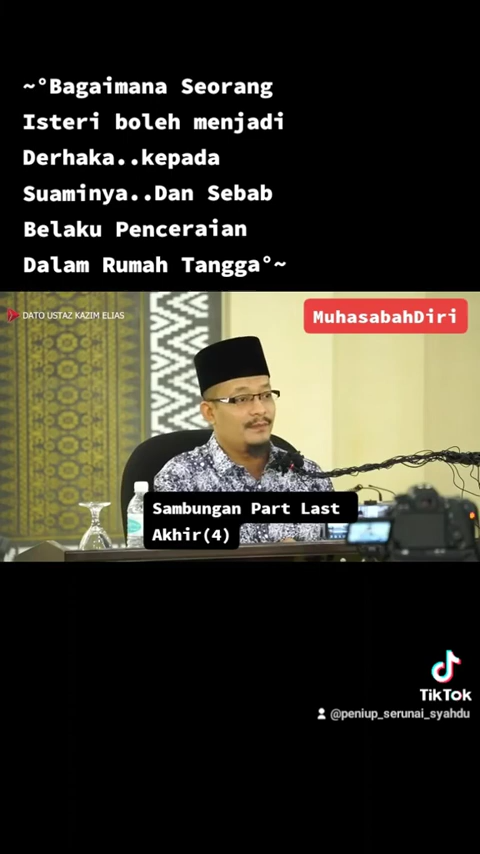 ~°Bagaimana Seorang
Isteri boleh menjadi
Derhaka..kepada
Suaminya..Dan Sebab
Belaku Penceraian
Dalam Rumah Tangga°~
DATO USTAZ KAZIM ELIAS
MuhasabahDiri
Sambungan Part Last
Akhir(4)
TikTok
@peniup_serunai_syahdu